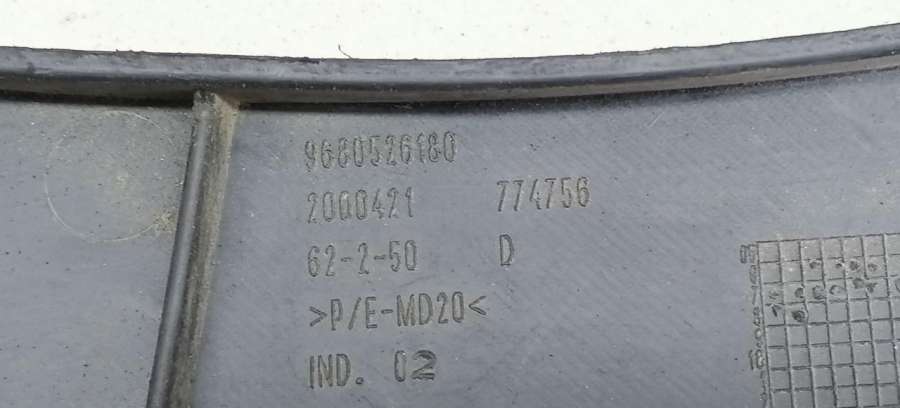 9680526180
2000421 774756
62-2-50 D
>P/E-MD20<
IND. 02